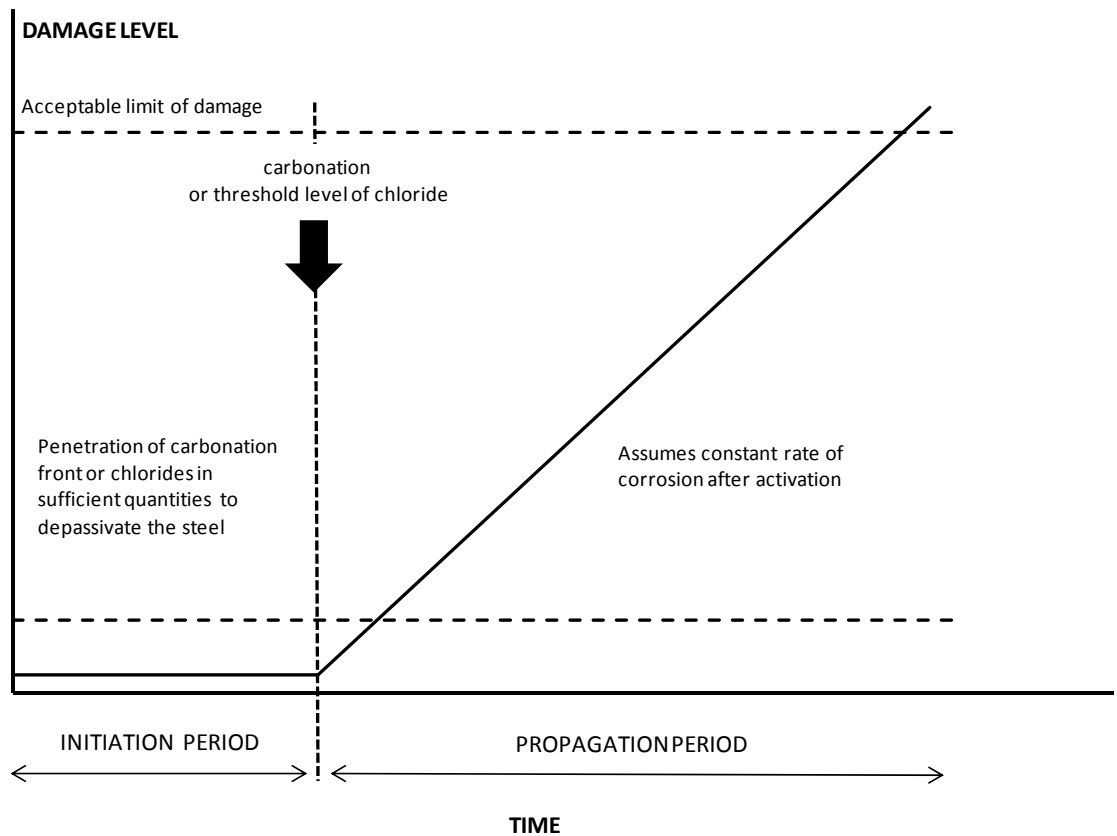 DAMAGE LEVEL
Acceptable limit of damage
carbonation
or threshold level of chloride
Penetration of carbonation
front or chlorides in
sufficient quantities to
depassivate the steel
Assumes constant rate of
corrosion after activation
INITIATION PERIOD
PROPAGATION PERIOD
TIME